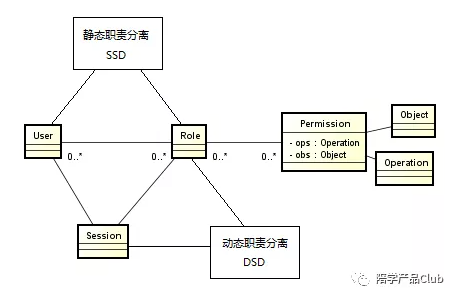 静态职责分离
SSD
User
Role
Permission
- ops : Operation
- obs : Object
Object
Operation
0..*
0..*
0..*
0..*
Session
动态职责分离
DSD
陪学产品Club